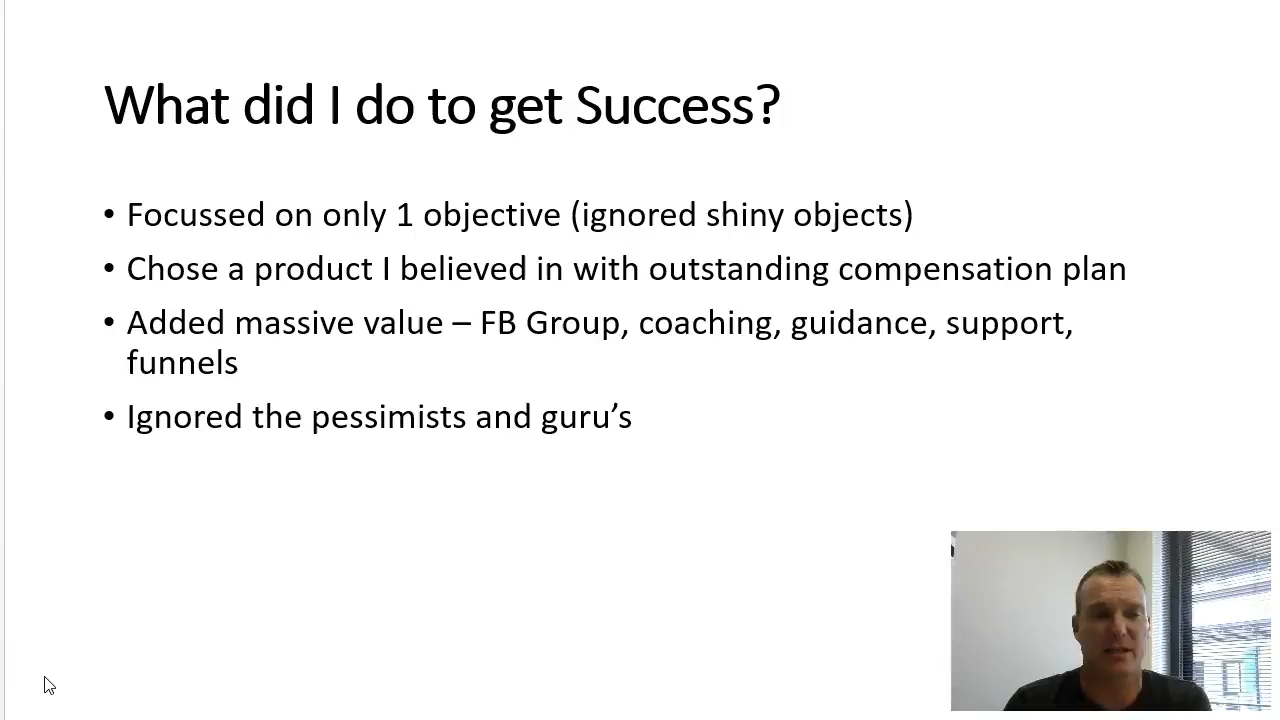 What did I do to get Success?
• Focussed on only 1 objective (ignored shiny objects)
• Chose a product I believed in with outstanding compensation plan
• Added massive value – FB Group, coaching, guidance, support,
funnels
• Ignored the pessimists and guru’s